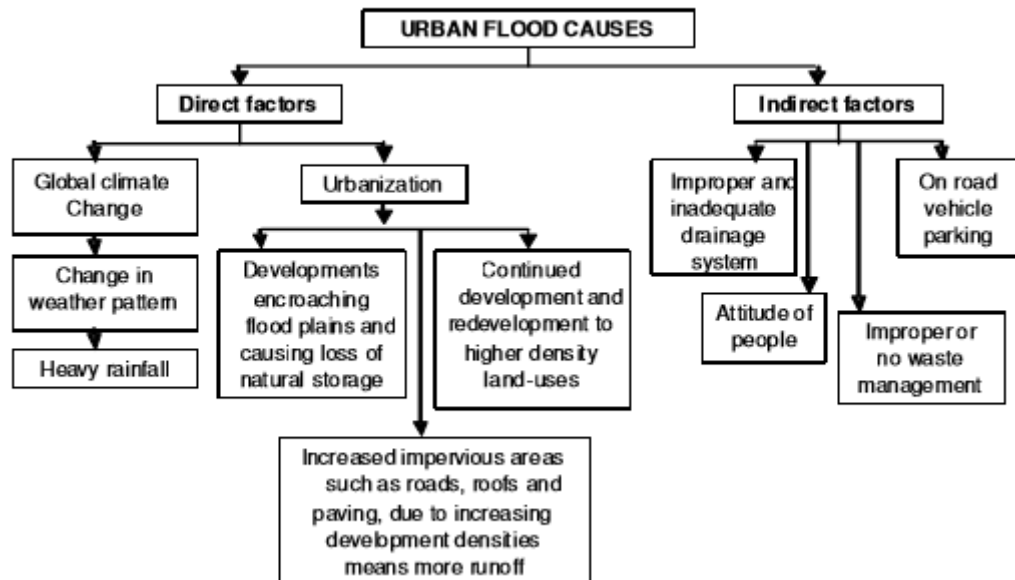 URBAN FLOOD CAUSES
Direct factors
Indirect factors
Global climate
Change
Urbanization
Improper and
inadequate
drainage
system
On road
vehicle
parking
Change in
weather pattern
Developments
encroaching
flood plains and
causing loss of
natural storage
Continued
development and
redevelopment to
higher density
land-uses
Attitude of
people
Improper or
no waste
management
Heavy rainfall
Increased impervious areas
such as roads, roofs and
paving, due to increasing
development densities
means more runoff